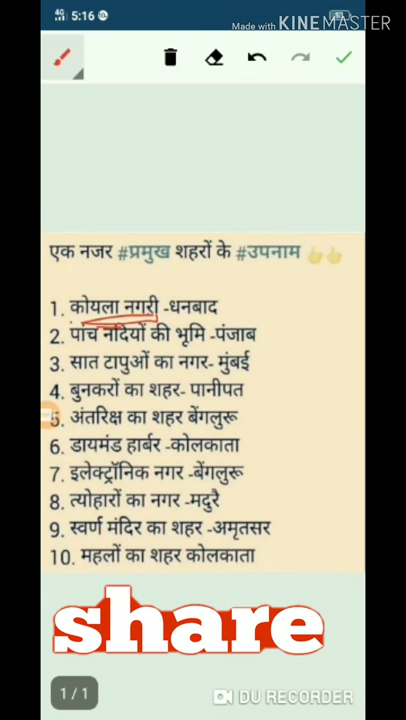 4G 5:16
Made with KINEMASTER
एक नजर #प्रमुख शहरों के #उपनाम 👍👍
1. कोयला नगरी -धनबाद
2. पाच नदियों की भूमि -पंजाब
3. सात टापुओं का नगर- मुंबई
4. बुनकरों का शहर- पानीपत
5. अंतरिक्ष का शहर बेंगलुरू
6. डायमंड हार्बर -कोलकाता
7. इलेक्ट्रॉनिक नगर -बेंगलुरू
8. त्योहारों का नगर -मदुरै
9. स्वर्ण मंदिर का शहर -अमृतसर
10. महलों का शहर कोलकाता
share
1/1
DU RECORDER